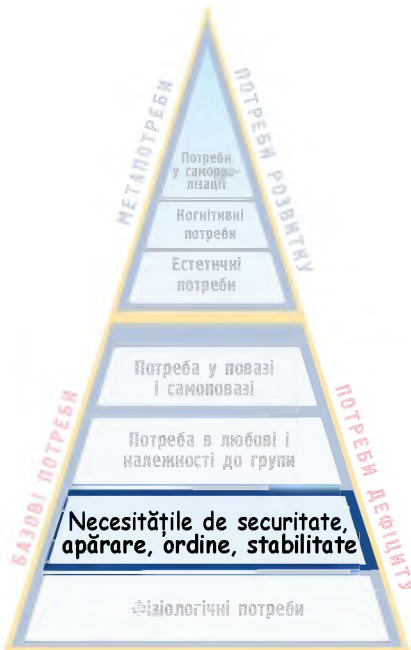 МЕТАПОТРЕБИ
ПОТРЕБИ РОЗВИТКУ
Потреби
у саморea-
лізації
Когнітивні
потреби
Естетичні
потреби
БАЗОВІ ПОТРЕБИ
ПОТРЕБИ ДЕФІЦИТУ
Потреба у повазі
і самоповазі
Потреба в любові і
належності до групи
Necesitățile de securitate,
apărare, ordine, stabilitate
Фізіологічні потреби